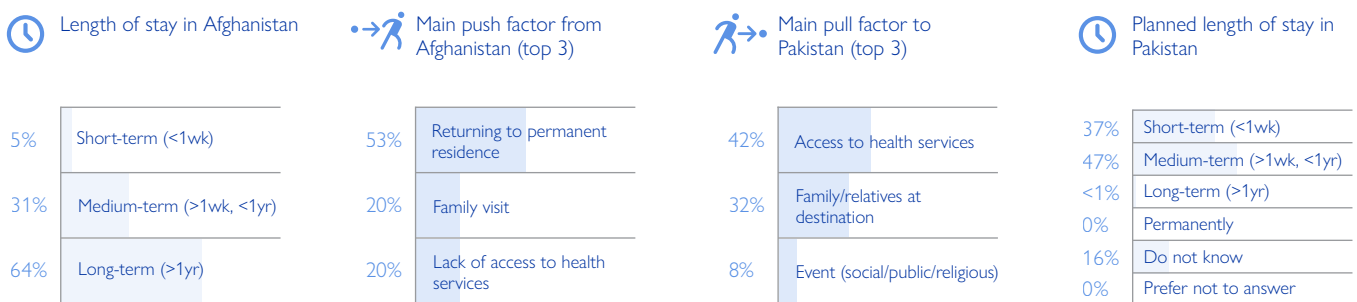 Length of stay in Afghanistan
5% Short-term (<1wk)
31% Medium-term (>1wk, <1yr)
64% Long-term (>1yr)
Main push factor from
Afghanistan (top 3)
53% Returning to permanent
residence
20% Family visit
20% Lack of access to health
services
Main pull factor to
Pakistan (top 3)
42% Access to health services
32% Family/relatives at
destination
8% Event (social/public/religious)
Planned length of stay in
Pakistan
37% Short-term (<1wk)
47% Medium-term (>1wk, <1yr)
<1% Long-term (>1yr)
0% Permanently
16% Do not know
0% Prefer not to answer